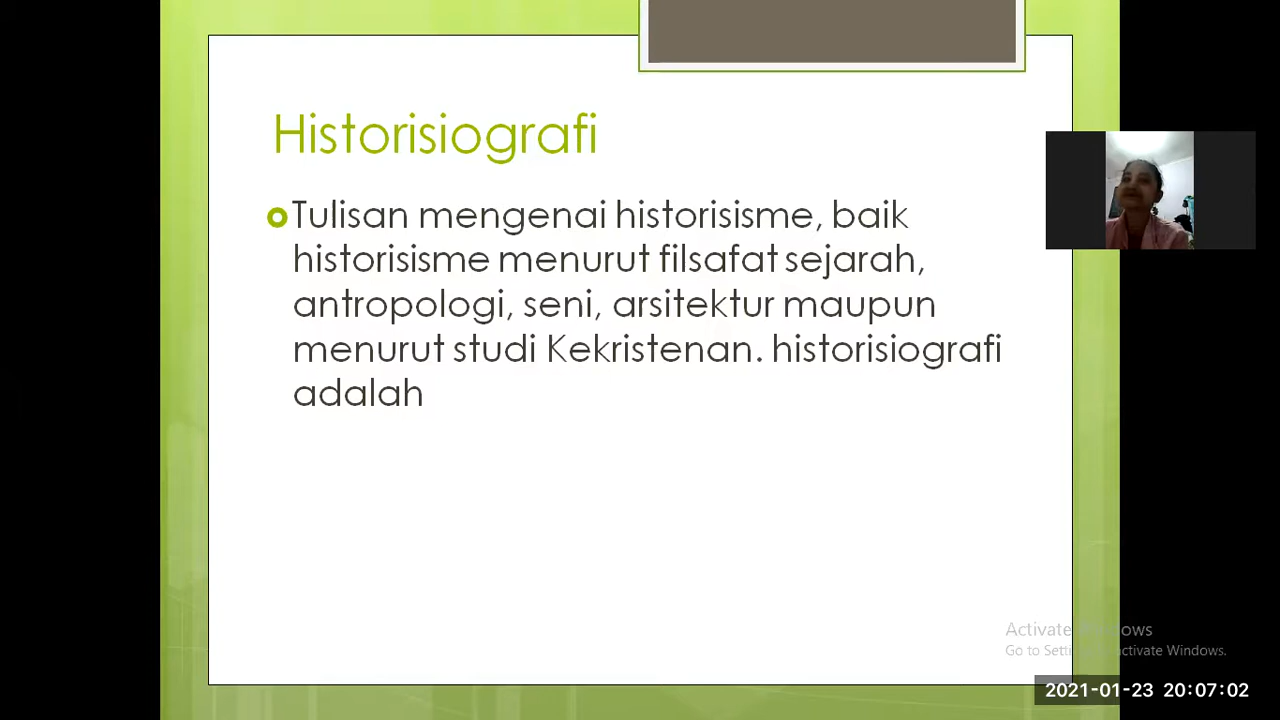 Historisiografi
Tulisan mengenai historisisme, baik
historisisme menurut filsafat sejarah,
antropologi, seni, arsitektur maupun
menurut studi Kekristenan. historisiografi
adalah
Activate Windows
Go to Settings to activate Windows.
2021-01-23 20:07:02